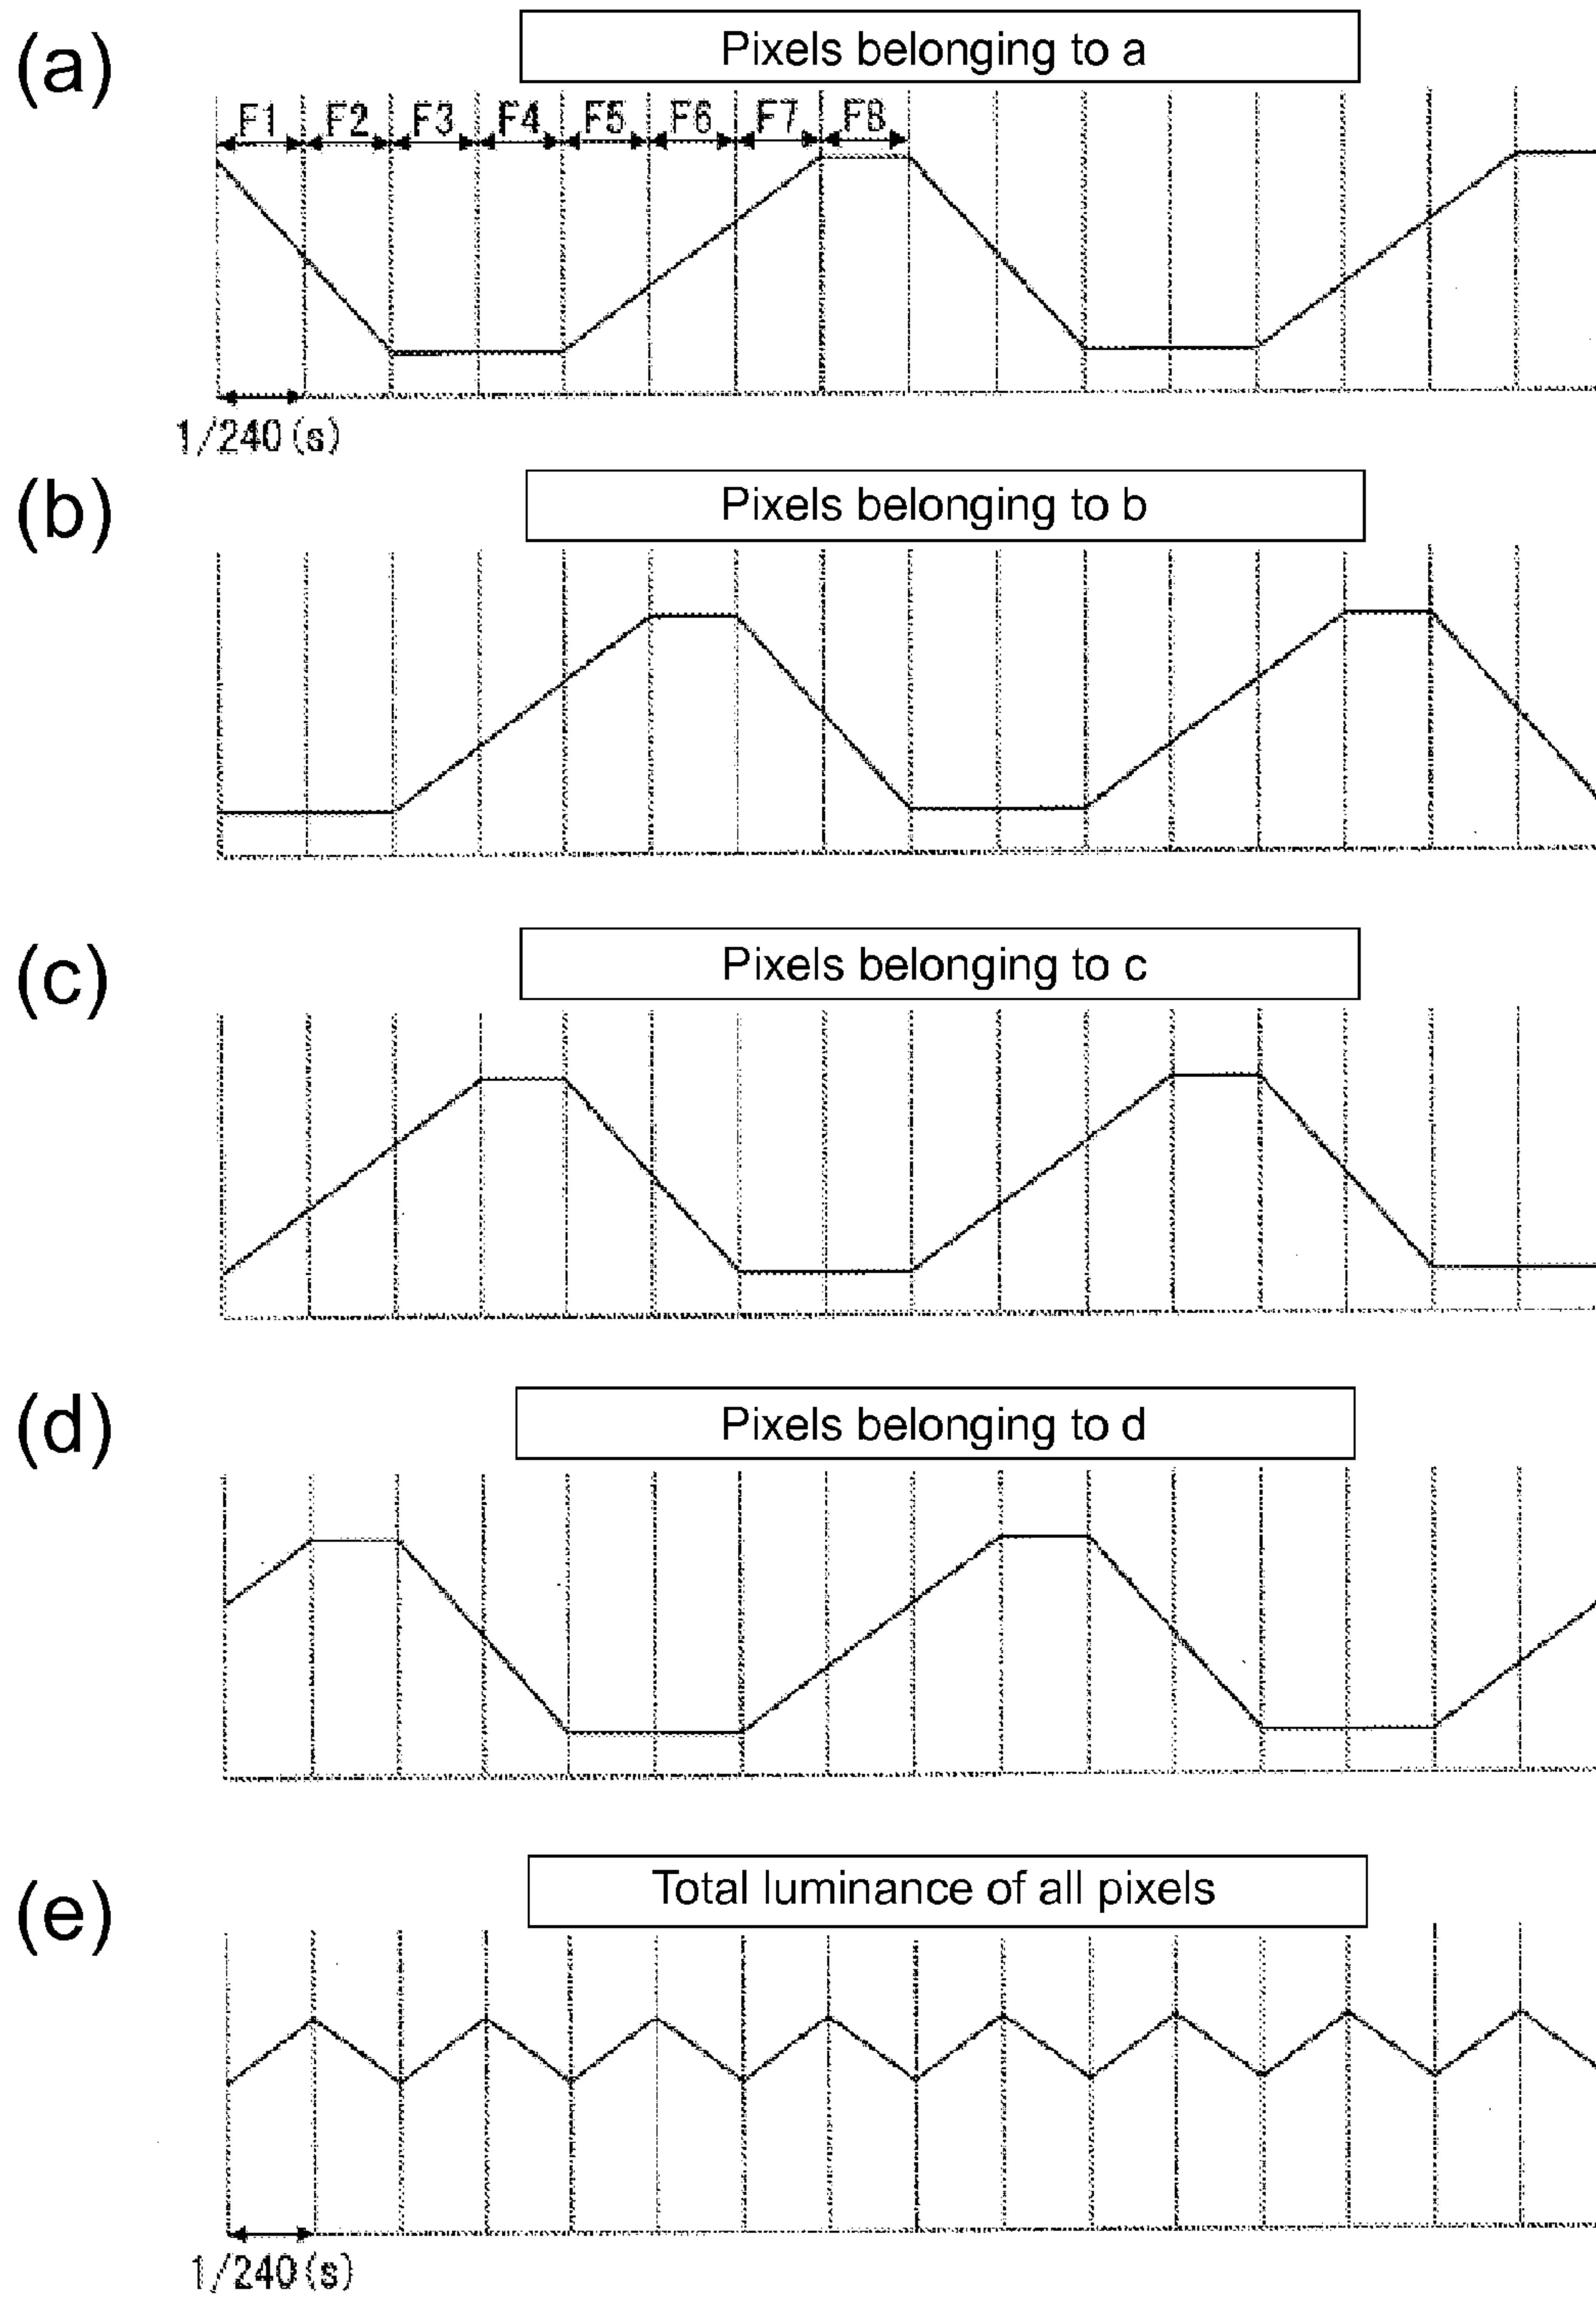 (a)
Pixels belonging to a
F1 F2 F3 F4 F5 F6 F7 F8
1/240(s)
(b)
Pixels belonging to b
(c)
Pixels belonging to c
(d)
Pixels belonging to d
(e)
Total luminance of all pixels
1/240(s)